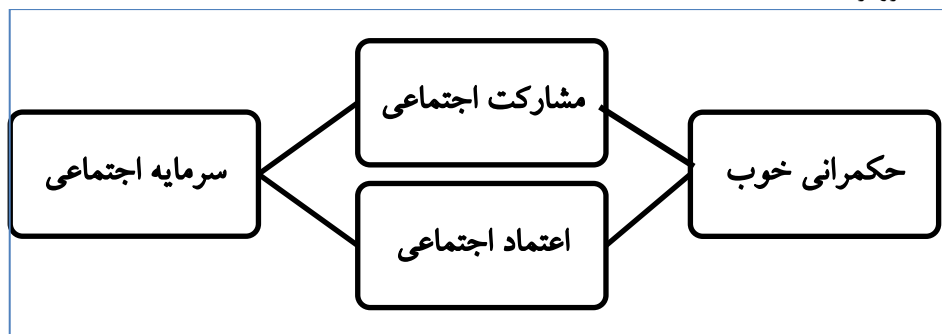 حکمرانی خوب
مشارکت اجتماعی
اعتماد اجتماعی
سرمایه اجتماعی